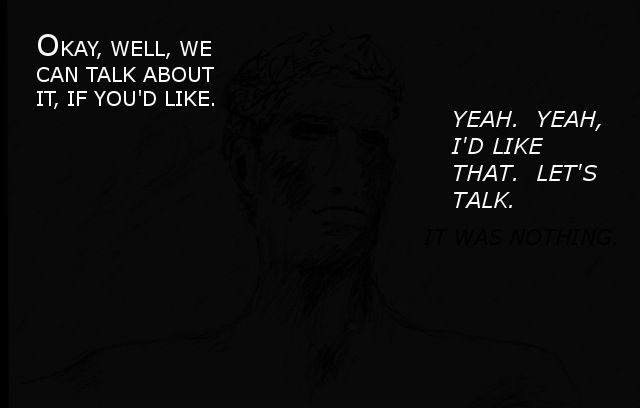 OKAY, WELL, WE
CAN TALK ABOUT
IT, IF YOU'D LIKE.
YEAH. YEAH,
I'D LIKE
THAT. LET'S
TALK.
IT WAS NOTHING.